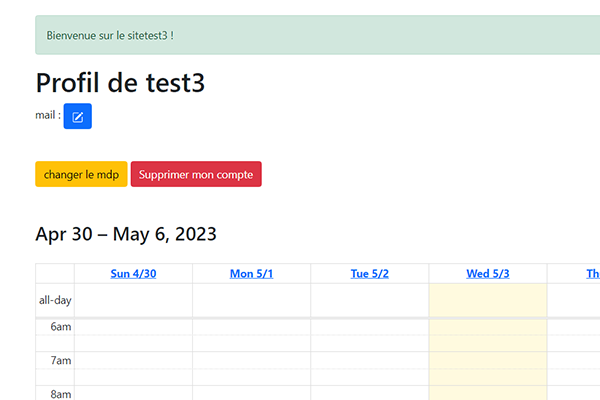 Bienvenue sur le sitetest3 !
Profil de test3
mail :
changer le mdp Supprimer mon compte
Apr 30 – May 6, 2023
Sun 4/30 Mon 5/1 Tue 5/2 Wed 5/3 Th
all-day
6am
7am
8am